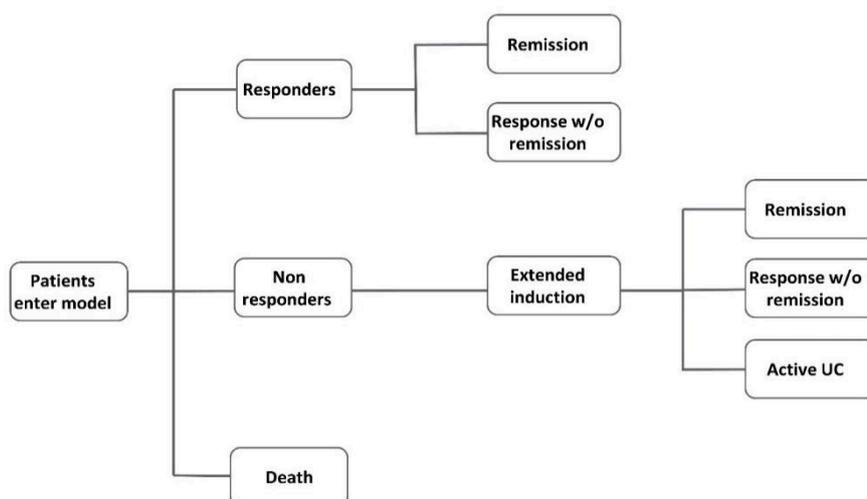 Remission
Responders
Response w/o
remission
Remission
Patients
enter model
Non
responders
Extended
induction
Response w/o
remission
Active UC
Death